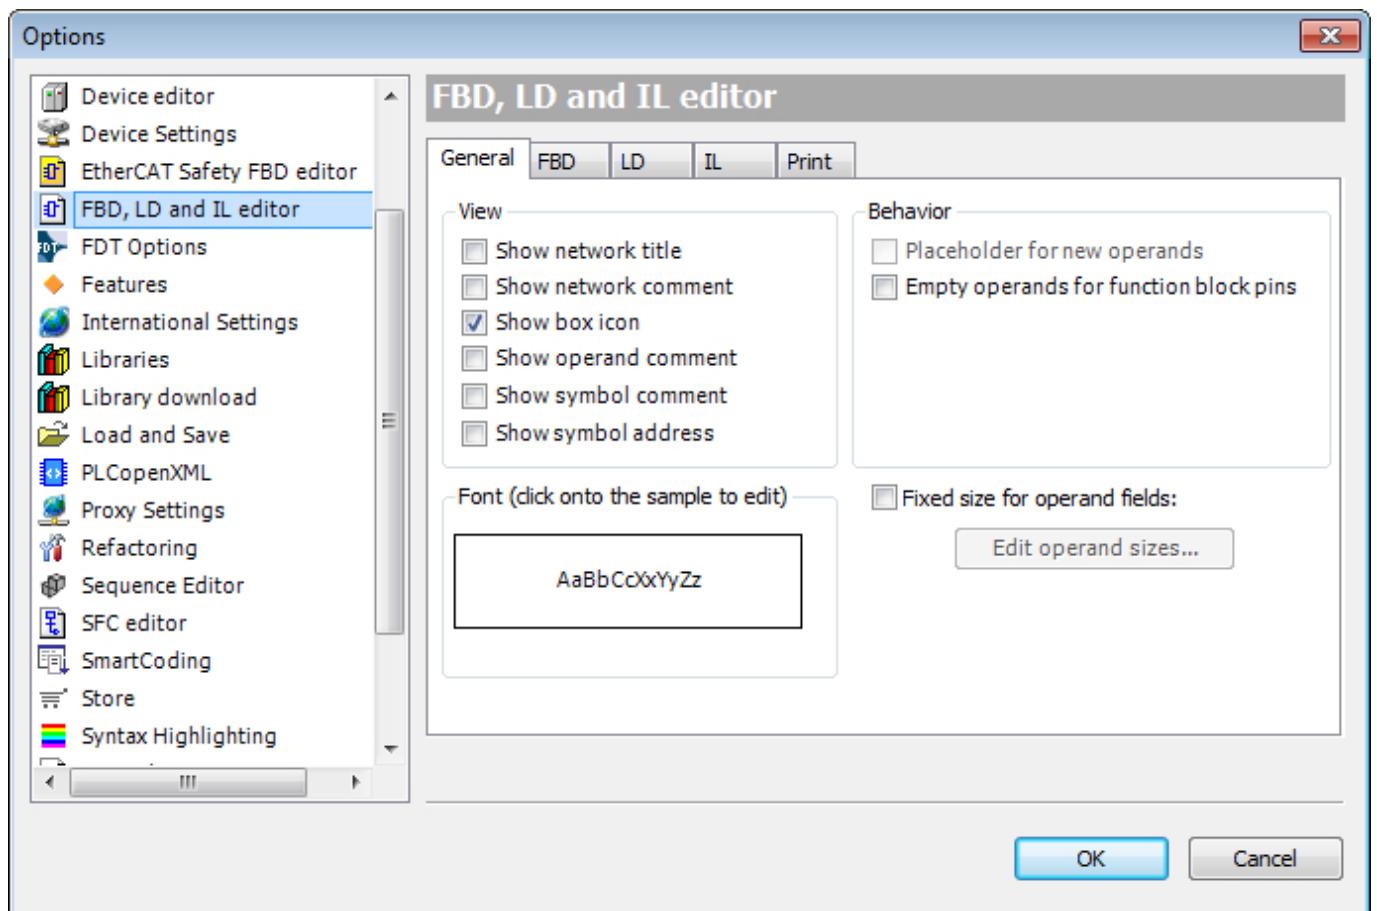 Options
Device editor
Device Settings
EtherCAT Safety FBD editor
FBD, LD and IL editor
FDT Options
Features
International Settings
Libraries
Library download
Load and Save
PLCopenXML
Proxy Settings
Refactoring
Sequence Editor
SFC editor
SmartCoding
Store
Syntax Highlighting
FBD, LD and IL editor
General FBD LD IL Print
View
Show network title
Show network comment
Show box icon
Show operand comment
Show symbol comment
Show symbol address
Behavior
Placeholder for new operands
Empty operands for function block pins
Font (click onto the sample to edit)
AaBbCcXxYyZz
Fixed size for operand fields:
Edit operand sizes...
OK Cancel